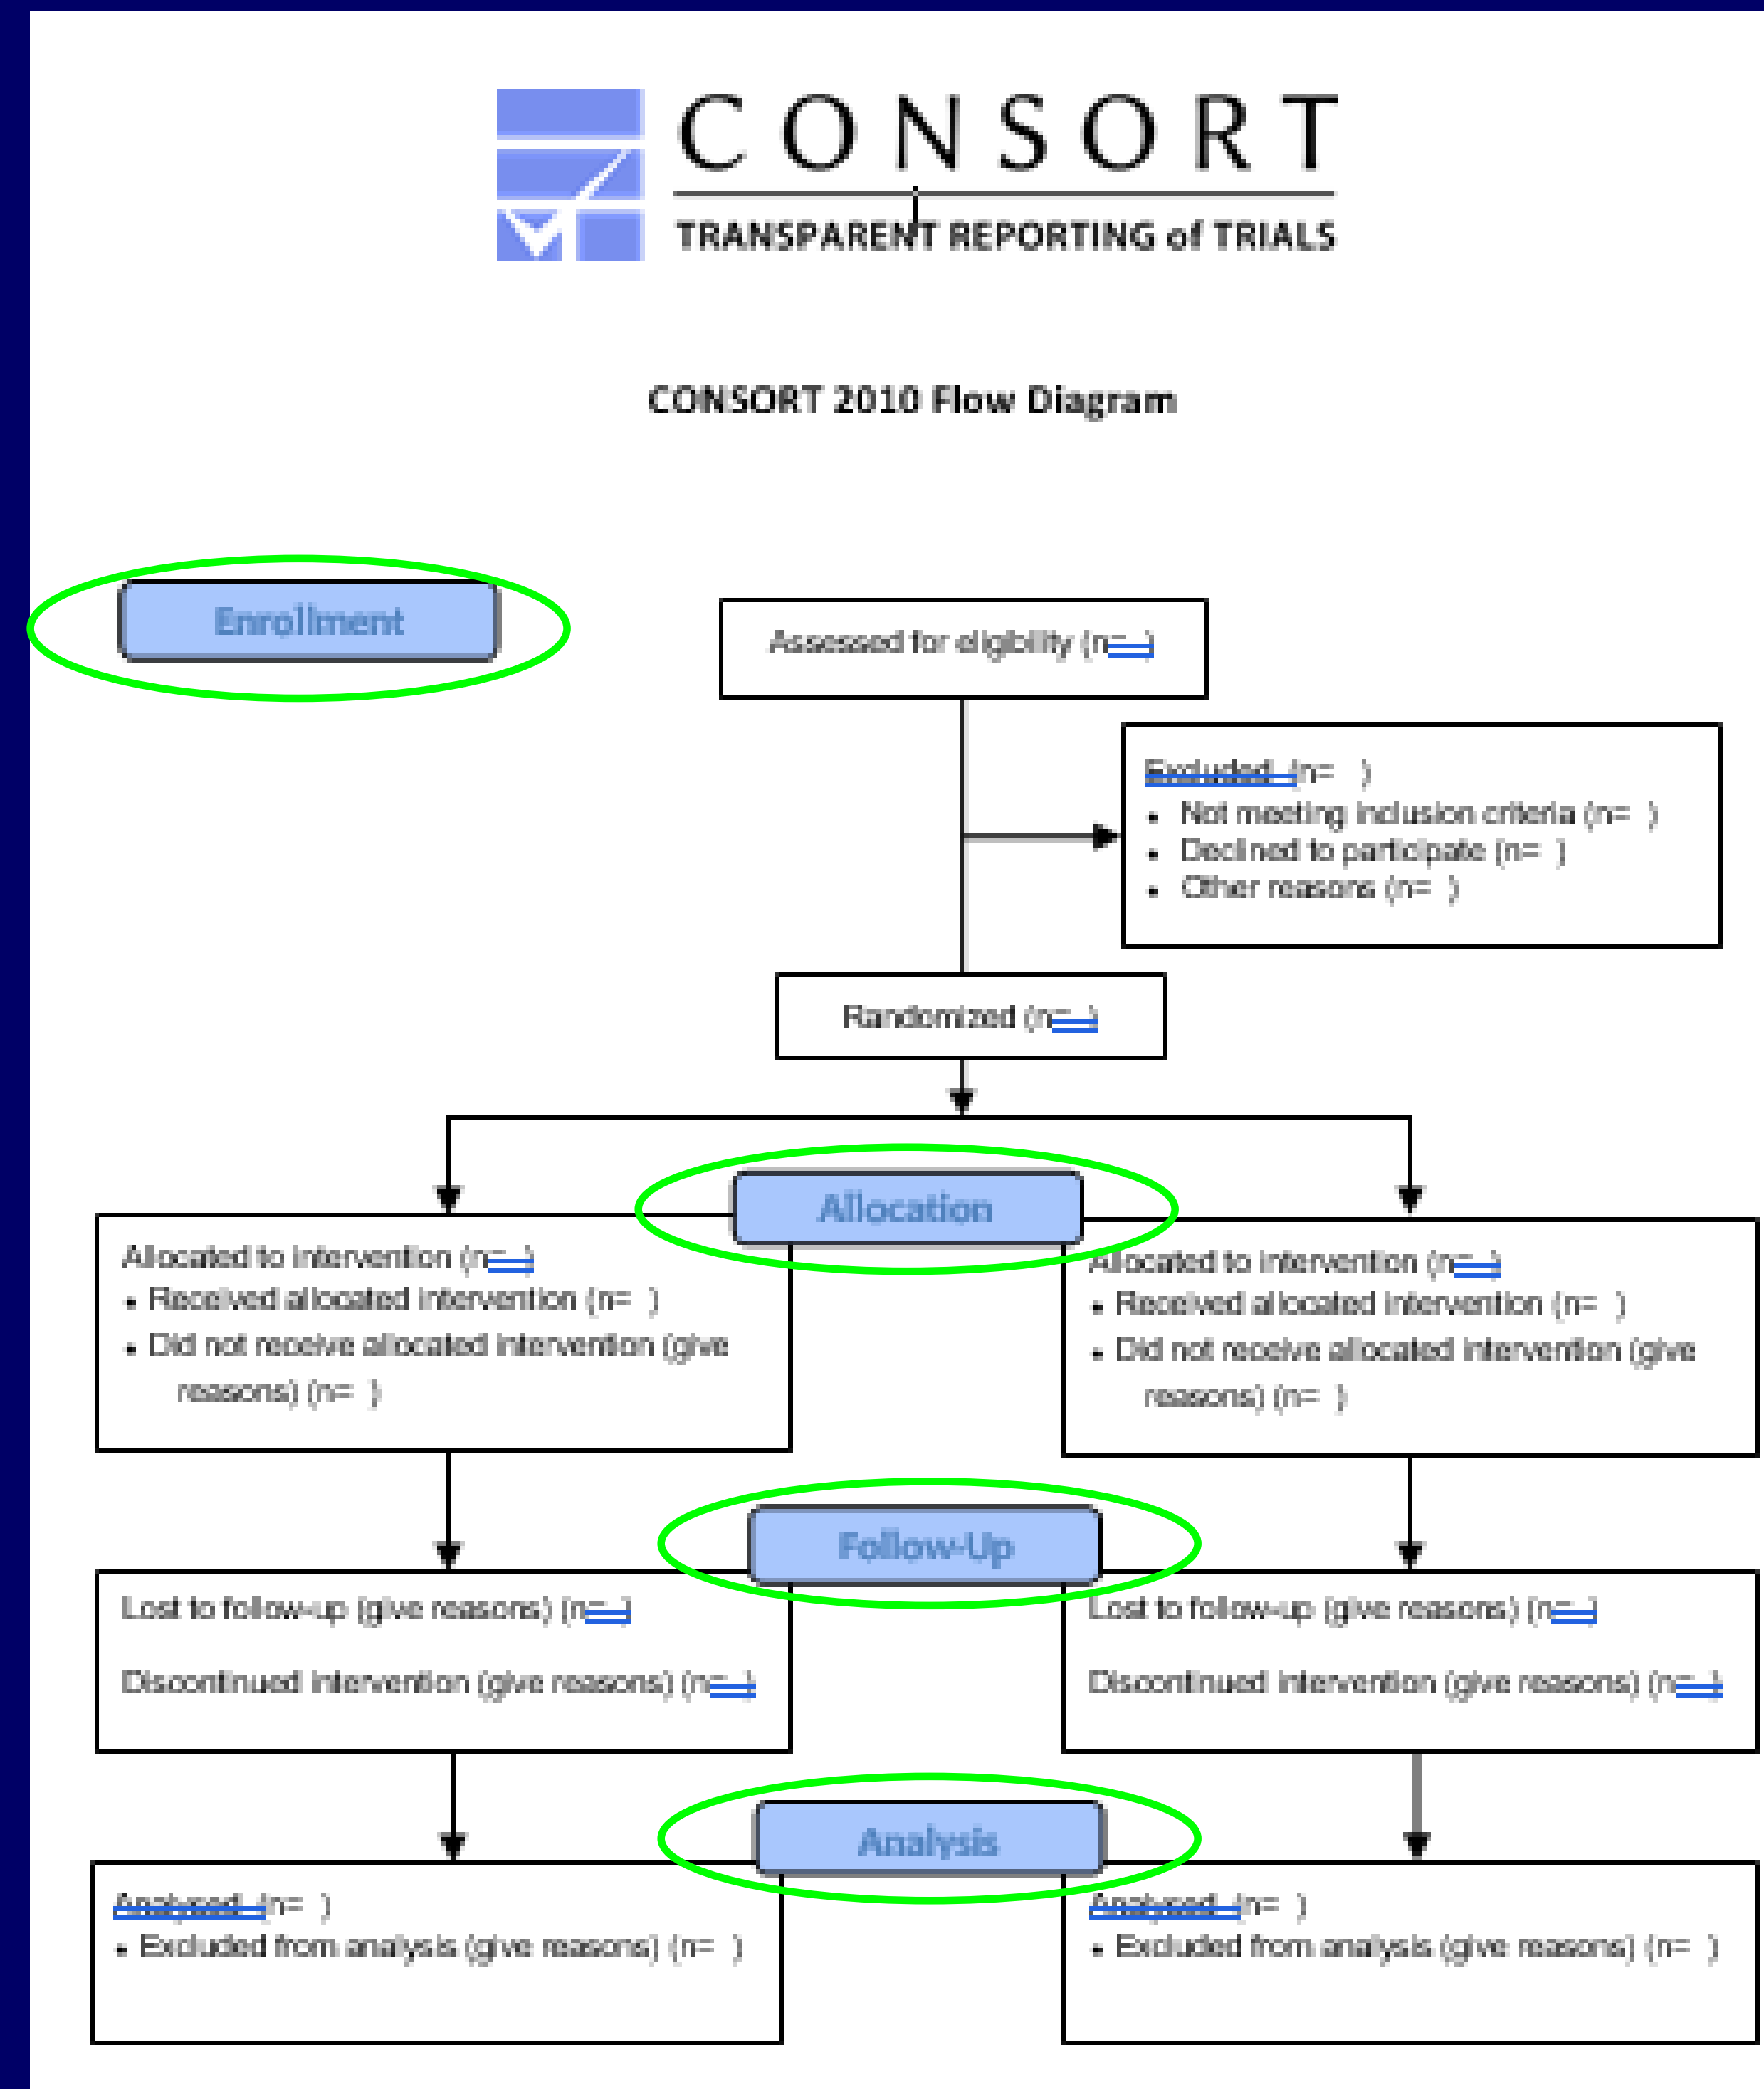 CONSORT
TRANSPARENT REPORTING of TRIALS
CONSORT 2010 Flow Diagram
Enrollment
Assessed for eligibility (n= )
Excluded (n= )
• Not meeting inclusion criteria (n= )
• Declined to participate (n= )
• Other reasons (n= )
Randomized (n= )
Allocation
Allocated to intervention (n= )
• Received allocated intervention (n= )
• Did not receive allocated intervention (give
reasons) (n= )
Allocated to intervention (n= )
• Received allocated intervention (n= )
• Did not receive allocated intervention (give
reasons) (n= )
Follow-Up
Lost to follow-up (give reasons) (n= )
Discontinued intervention (give reasons) (n= )
Lost to follow-up (give reasons) (n= )
Discontinued intervention (give reasons) (n= )
Analysis
Analysed (n= )
• Excluded from analysis (give reasons) (n= )
Analysed (n= )
• Excluded from analysis (give reasons) (n= )